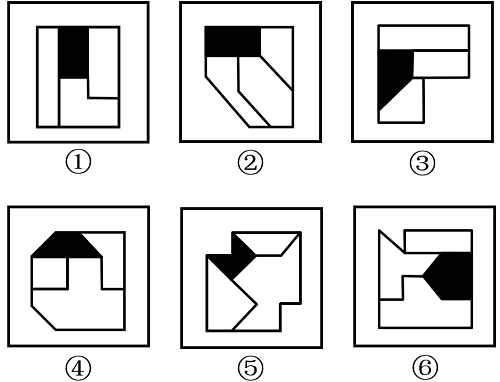 ① ② ③
④ ⑤ ⑥